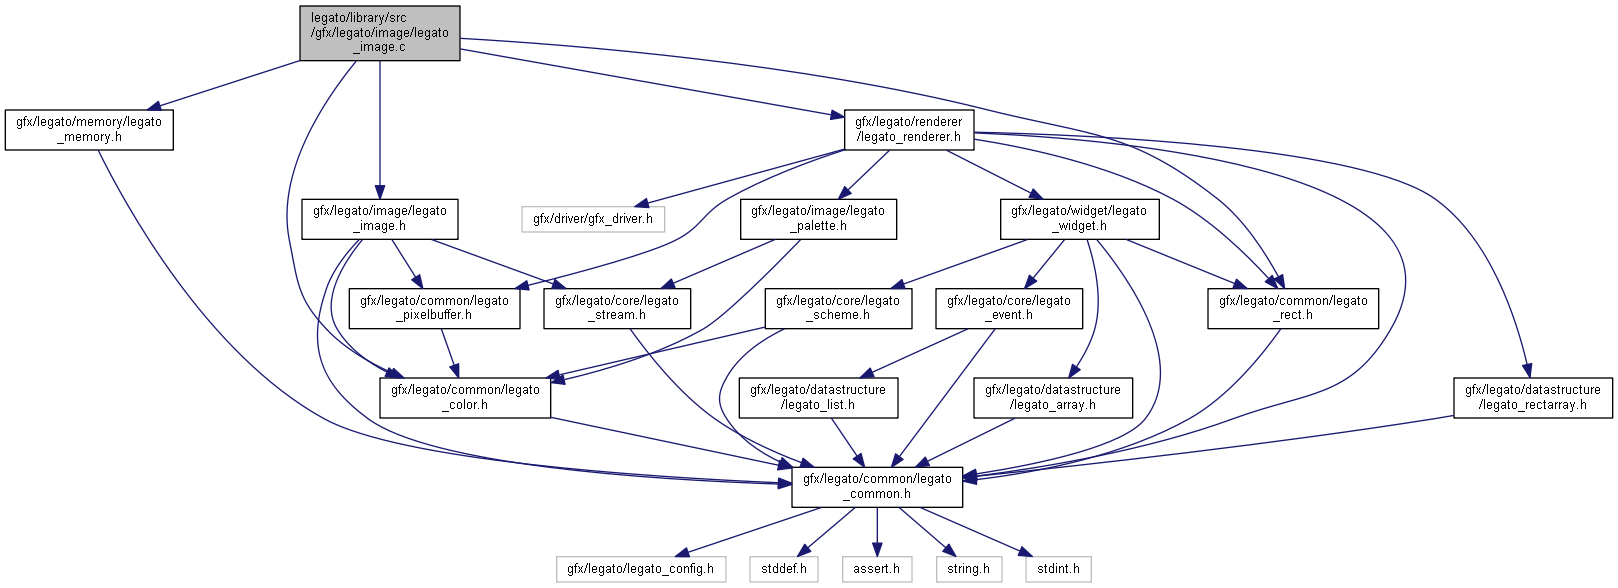 legato/library/src
/gfx/legato/image/legato
_image.c
gfx/legato/memory/legato
_memory.h
gfx/legato/renderer
/legato_renderer.h
gfx/legato/image/legato
_image.h
gfx/driver/gfx_driver.h
gfx/legato/image/legato
_palette.h
gfx/legato/widget/legato
_widget.h
gfx/legato/common/legato
_pixelbuffer.h
gfx/legato/core/legato
_stream.h
gfx/legato/core/legato
_scheme.h
gfx/legato/core/legato
_event.h
gfx/legato/common/legato
_rect.h
gfx/legato/common/legato
_color.h
gfx/legato/datastructure
/legato_list.h
gfx/legato/datastructure
/legato_array.h
gfx/legato/datastructure
/legato_rectarray.h
gfx/legato/common/legato
_common.h
gfx/legato/legato_config.h
stddef.h
assert.h
string.h
stdint.h